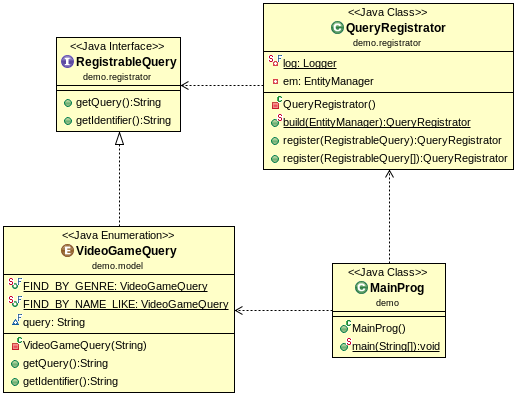 <<Java Interface>>
RegistrableQuery
demo.registrator
getQuery():String
getIdentifier():String
<<Java Class>>
QueryRegistrator
demo.registrator
log: Logger
em: EntityManager
QueryRegistrator()
build(EntityManager):QueryRegistrator
register(RegistrableQuery):QueryRegistrator
register(RegistrableQuery[]):QueryRegistrator
<<Java Enumeration>>
VideoGameQuery
demo.model
FIND_BY_GENRE: VideoGameQuery
FIND_BY_NAME_LIKE: VideoGameQuery
query: String
VideoGameQuery(String)
getQuery():String
getIdentifier():String
<<Java Class>>
MainProg
demo
MainProg()
main(String[]):void